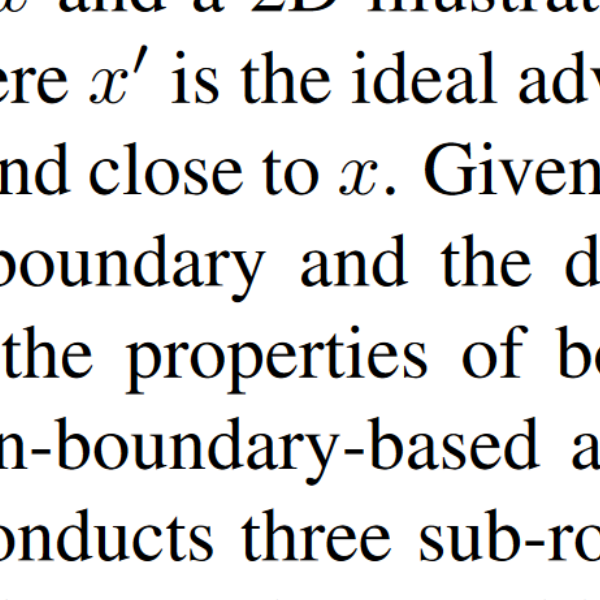 and a 2D illustrat
ere x′ is the ideal adv
nd close to x. Given
boundary and the d
the properties of b
n-boundary-based a
onducts three sub-ro